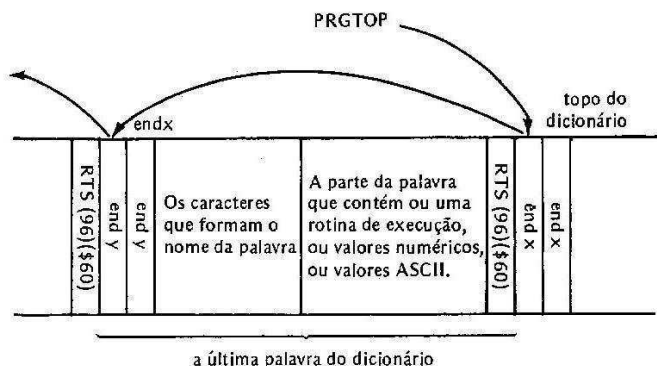 PRGTOP
topo do
dicionário
endx
RTS (96)($60)
end y
end y
Os caracteres
que formam o
nome da palavra
A parte da palavra
que contém ou uma
rotina de execução,
ou valores numéricos,
ou valores ASCII.
RTS (96)($60)
end x
end x
a última palavra do dicionário